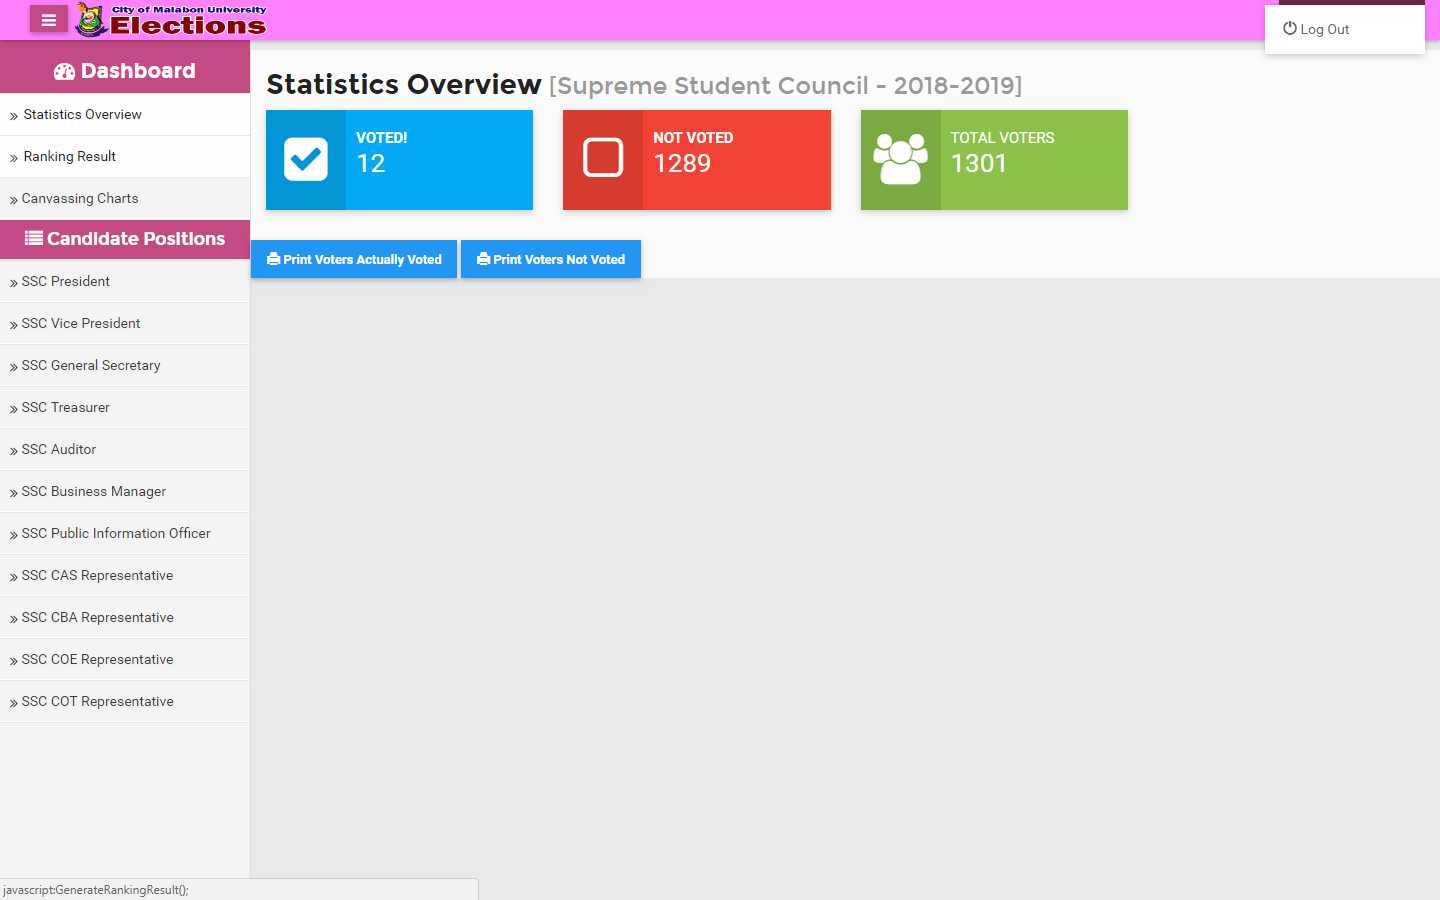 City of Malabon University
Elections
Log Out
Dashboard
Statistics Overview
Ranking Result
Canvassing Charts
Candidate Positions
SSC President
SSC Vice President
SSC General Secretary
SSC Treasurer
SSC Auditor
SSC Business Manager
SSC Public Information Officer
SSC CAS Representative
SSC CBA Representative
SSC COE Representative
SSC COT Representative
Statistics Overview [Supreme Student Council - 2018-2019]
VOTED!
12
NOT VOTED
1289
TOTAL VOTERS
1301
Print Voters Actually Voted
Print Voters Not Voted
javascript:GenerateRankingResult();